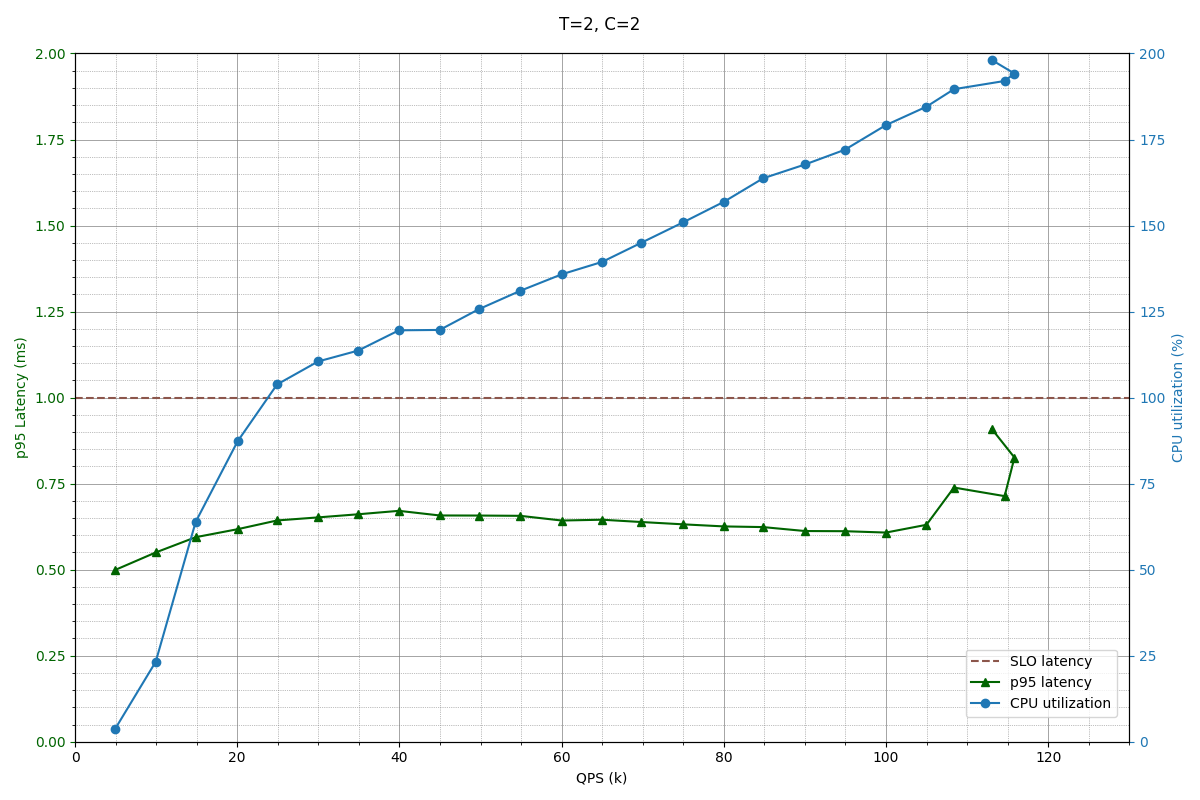 T=2, C=2
2.00
1.75
1.50
1.25
1.00
0.75
0.50
0.25
0.00
p95 Latency (ms)
200
175
150
125
100
75
50
25
0
CPU utilization (%)
SLO latency
p95 latency
CPU utilization
0 20 40 60 80 100 120
QPS (k)